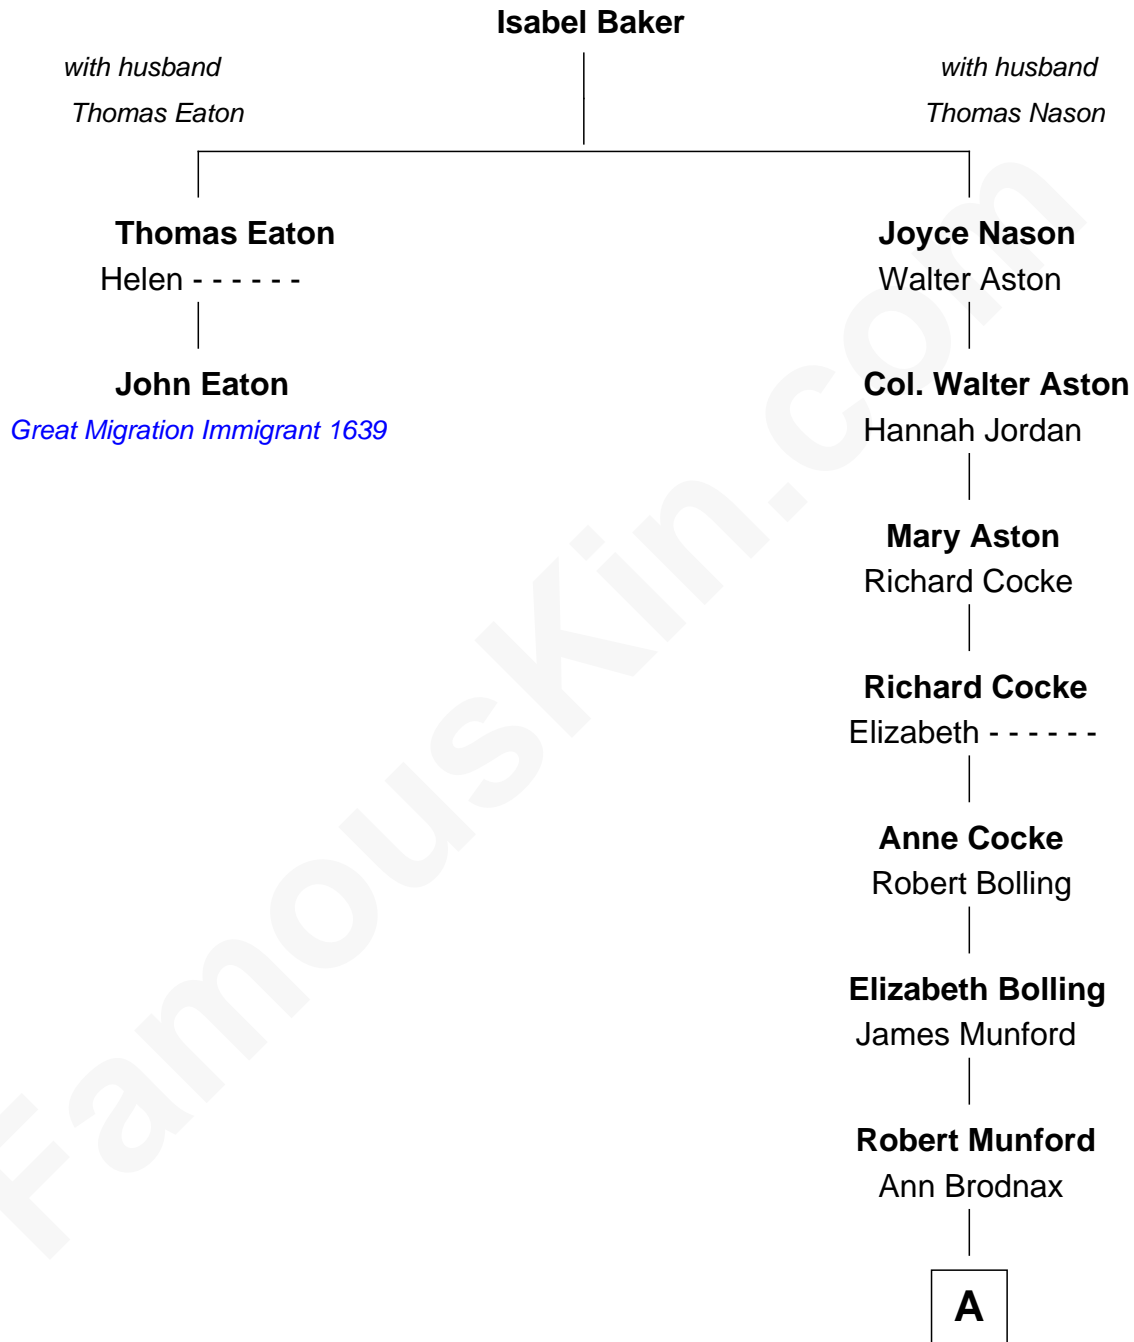 Isabel Baker
with husband
Thomas Eaton
with husband
Thomas Nason
Thomas Eaton
Helen - - - - - -
Joyce Nason
Walter Aston
John Eaton
Great Migration Immigrant 1639
Col. Walter Aston
Hannah Jordan
Mary Aston
Richard Cocke
Richard Cocke
Elizabeth - - - - - -
Anne Cocke
Robert Bolling
Elizabeth Bolling
James Munford
Robert Munford
Ann Brodnax
A
FamousKin.com